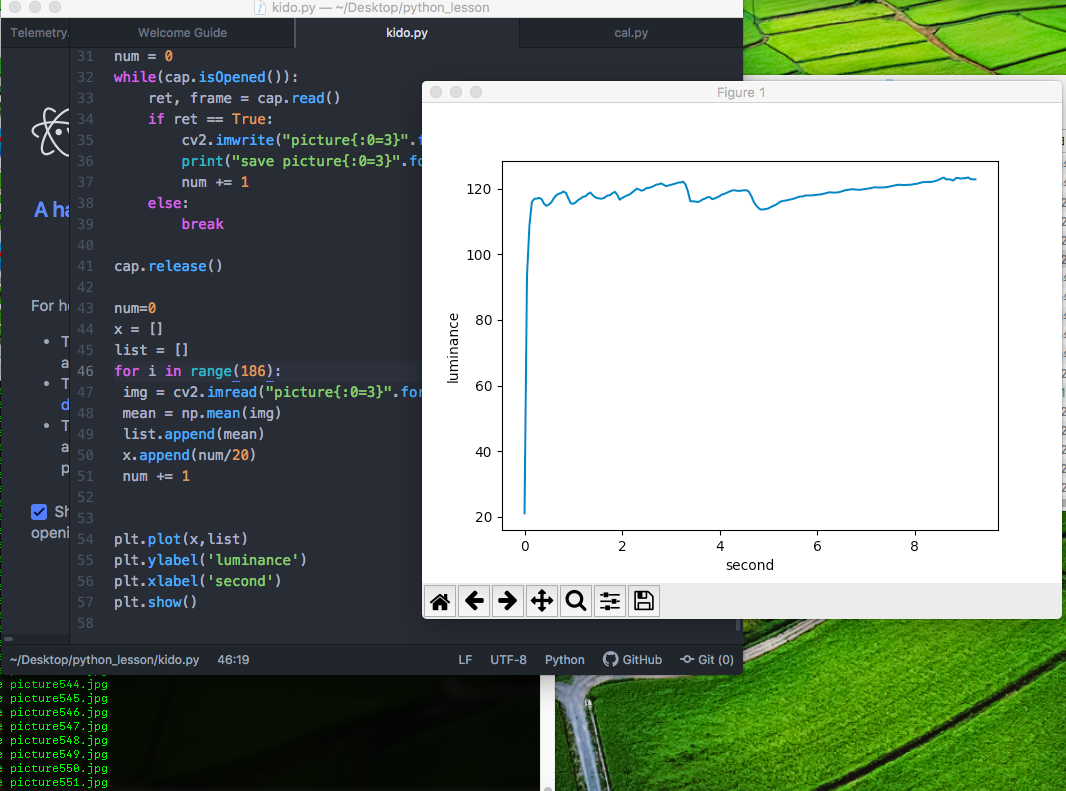 kido.py — ~/Desktop/python_lesson
Telemetry.
Welcome Guide
kido.py
cal.py
31 num = 0
32 while(cap.isOpened()):
33 ret, frame = cap.read()
34 if ret == True:
35 cv2.imwrite("picture{:0=3}".
36 print("save picture{:0=3}".fo
37 num += 1
38 else:
39 break
40
41 cap.release()
42
43 num=0
44 x = []
45 list = []
46 for i in range(186):
47 img = cv2.imread("picture{:0=3}".for
48 mean = np.mean(img)
49 list.append(mean)
50 x.append(num/20)
51 num += 1
52
53
54 plt.plot(x,list)
55 plt.ylabel('luminance')
56 plt.xlabel('second')
57 plt.show()
58
A ha
For he
T
a
T
d
T
a
p
Sh
openi
~/Desktop/python_lesson/kido.py 46:19
LF UTF-8 Python GitHub Git (0)
Figure 1
120
100
80
60
40
20
luminance
0 2 4 6 8
second
e picture544.jpg
e picture545.jpg
e picture546.jpg
e picture547.jpg
e picture548.jpg
e picture549.jpg
e picture550.jpg
e picture551.jpg